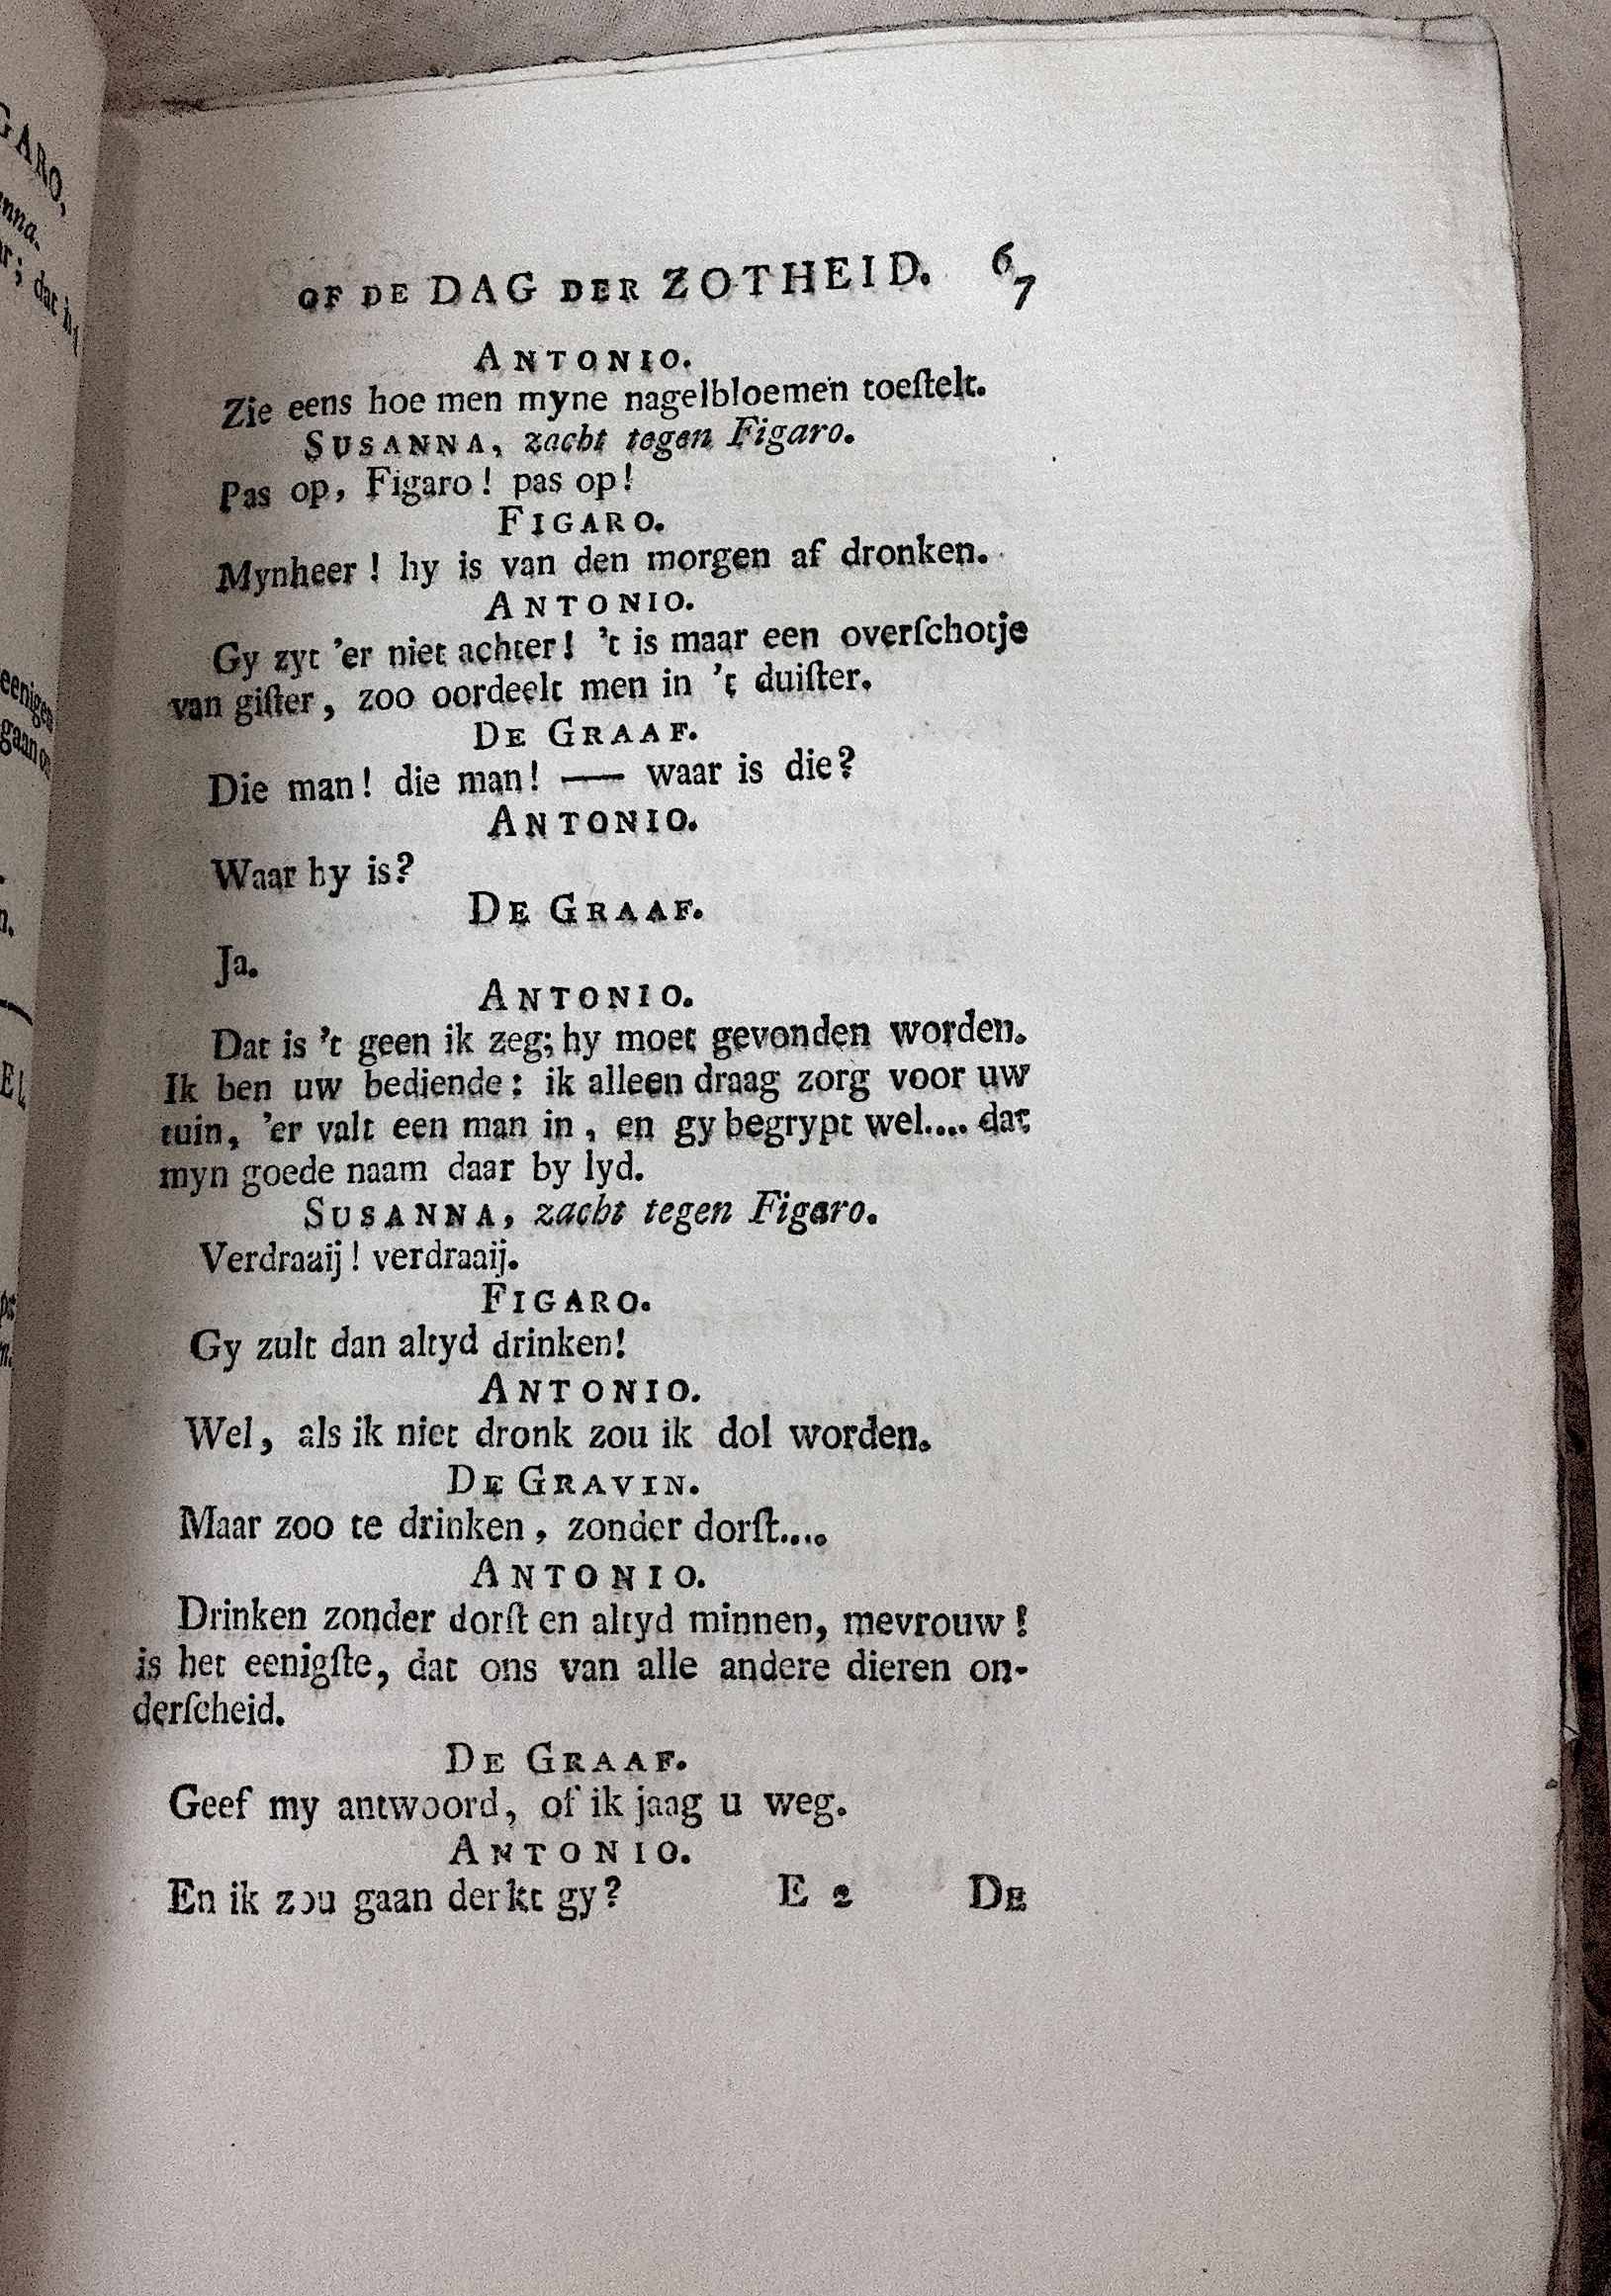 GARO,
nna.
r; dat h
eenigen
gaan en
n.
EL
OF DE DAG DER ZOTHEID. 67
ANTONIO.
Zie eens hoe men myne nagelbloemen toeſtelt.
SUSANNA, zacht tegen Figaro.
Pas op, Figaro! pas op!
FIGARO.
Mynheer! hy is van den morgen af dronken.
ANTONIO.
Gy zyt 'er niet achter! 't is maar een overſchotje
van giſter, zoo oordeelt men in 't duiſter.
DE GRAAF.
Die man! die man! —— waar is die?
ANTONIO.
Waar hy is?
DE GRAAF.
Ja.
ANTONIO.
Dat is 't geen ik zeg; hy moet gevonden worden.
Ik ben uw bediende: ik alleen draag zorg voor uw
tuin, 'er valt een man in, en gy begrypt wel.... dat
myn goede naam daar by lyd.
SUSANNA, zacht tegen Figaro.
Verdraaij! verdraaij.
FIGARO.
Gy zult dan altyd drinken!
ANTONIO.
Wel, als ik niet dronk zou ik dol worden.
DE GRAVIN.
Maar zoo te drinken, zonder dorſt....
ANTONIO.
Drinken zonder dorſt en altyd minnen, mevrouw!
is het eenigſte, dat ons van alle andere dieren on-
derſcheid.
DE GRAAF.
Geef my antwoord, of ik jaag u weg.
ANTONIO.
En ik zou gaan denkt gy?
E 2 DE